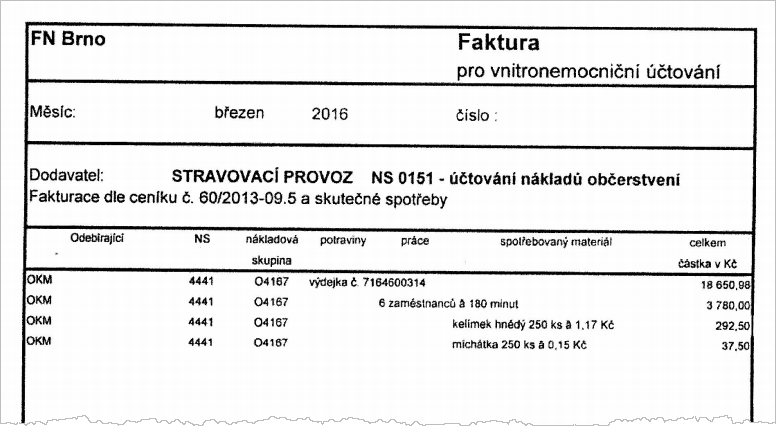 FN Brno Faktura
pro vnitronemocniční účtování
Měsíc: březen 2016 číslo :
Dodavatel: STRAVOVACÍ PROVOZ NS 0151 - účtování nákladů občerstvení
Fakturace dle ceníku č. 60/2013-09.5 a skutečné spotřeby
Odebírající NS nákladová potraviny práce spotřebovaný materiál celkem
skupina částka v Kč
OKM 4441 O4167 výdejka č. 7164600314 18 650,98
OKM 4441 O4167 6 zaměstnanců à 180 minut 3 780,00
OKM 4441 O4167 kelímek hnědý 250 ks à 1,17 Kč 292,50
OKM 4441 O4167 míchátka 250 ks à 0,15 Kč 37,50